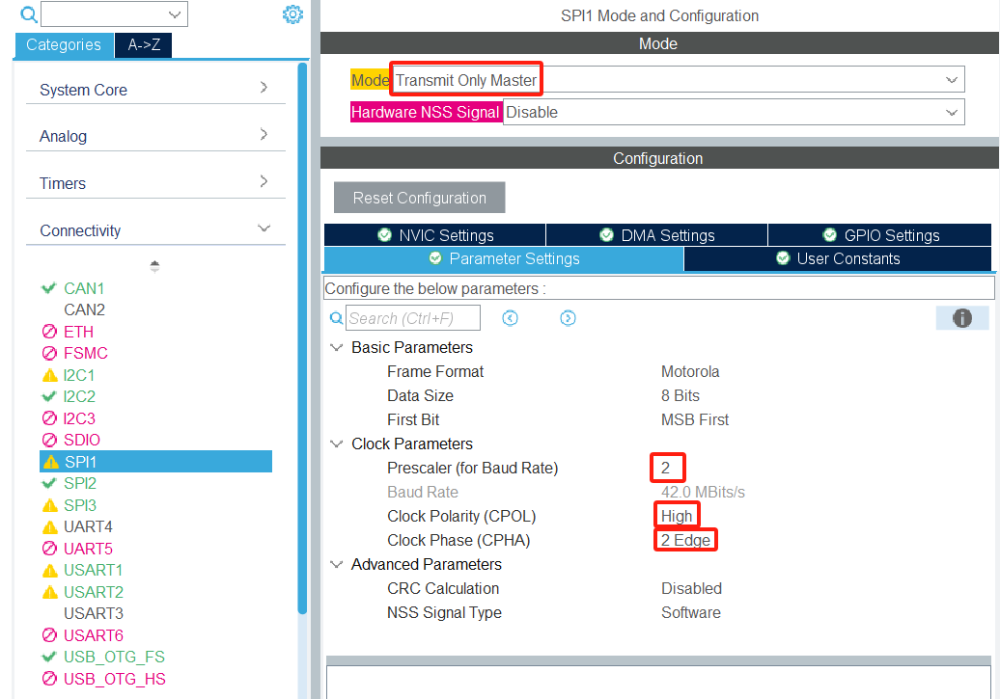 SPI1 Mode and Configuration
Categories A->Z
Mode
System Core
Mode Transmit Only Master
Hardware NSS Signal Disable
Analog
Configuration
Timers
Reset Configuration
Connectivity
NVIC Settings DMA Settings GPIO Settings
Parameter Settings User Constants
CAN1
CAN2
ETH
FSMC
I2C1
I2C2
I2C3
SDIO
SPI1
SPI2
SPI3
UART4
UART5
USART1
USART2
USART3
USART6
USB_OTG_FS
USB_OTG_HS
Configure the below parameters :
Search (Ctrl+F)
Basic Parameters
Frame Format Motorola
Data Size 8 Bits
First Bit MSB First
Clock Parameters
Prescaler (for Baud Rate) 2
Baud Rate 42.0 MBits/s
Clock Polarity (CPOL) High
Clock Phase (CPHA) 2 Edge
Advanced Parameters
CRC Calculation Disabled
NSS Signal Type Software